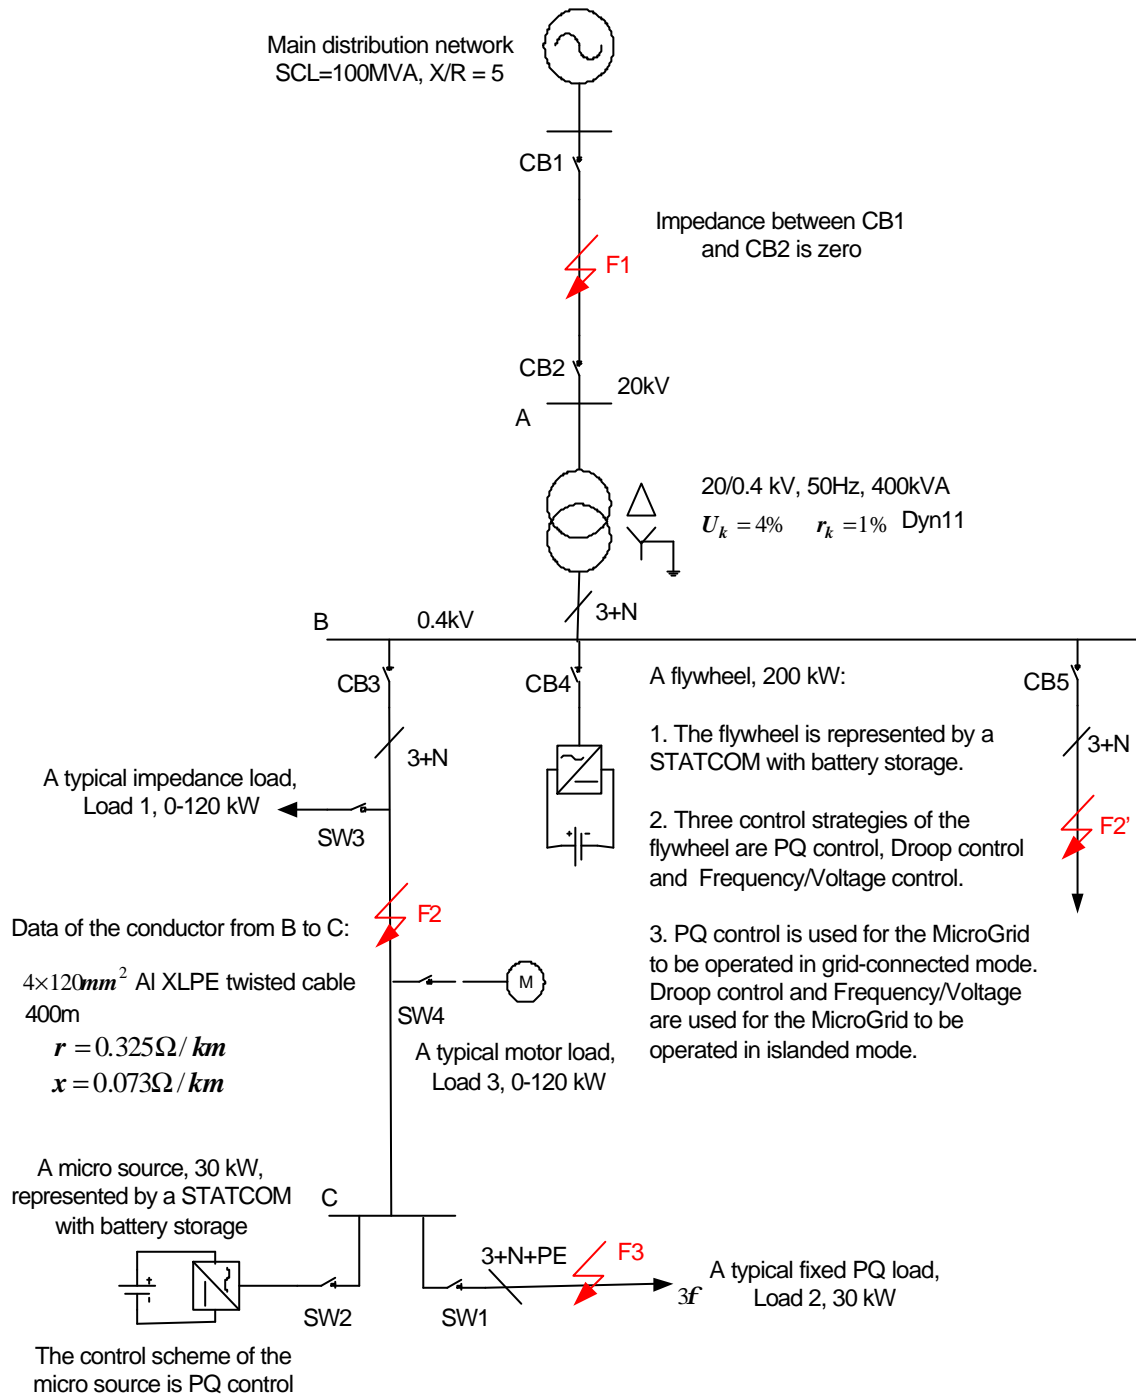 Main distribution network
SCL=100MVA, X/R = 5
CB1
Impedance between CB1
and CB2 is zero
F1
CB2
20kV
A
20/0.4 kV, 50Hz, 400kVA
U_k = 4% r_k = 1% Dyn11
3+N
B
0.4kV
CB3
CB4
A flywheel, 200 kW:
CB5
1. The flywheel is represented by a
STATCOM with battery storage.
3+N
3+N
A typical impedance load,
Load 1, 0-120 kW
SW3
2. Three control strategies of the
flywheel are PQ control, Droop control
and Frequency/Voltage control.
F2'
F2
Data of the conductor from B to C:
4×120mm² Al XLPE twisted cable
400m
r = 0.325Ω/km
x = 0.073Ω/km
3. PQ control is used for the MicroGrid
to be operated in grid-connected mode.
Droop control and Frequency/Voltage
are used for the MicroGrid to be
operated in islanded mode.
M
SW4
A typical motor load,
Load 3, 0-120 kW
A micro source, 30 kW,
represented by a STATCOM
with battery storage
C
3+N+PE
F3
SW2
SW1
3f
A typical fixed PQ load,
Load 2, 30 kW
The control scheme of the
micro source is PQ control